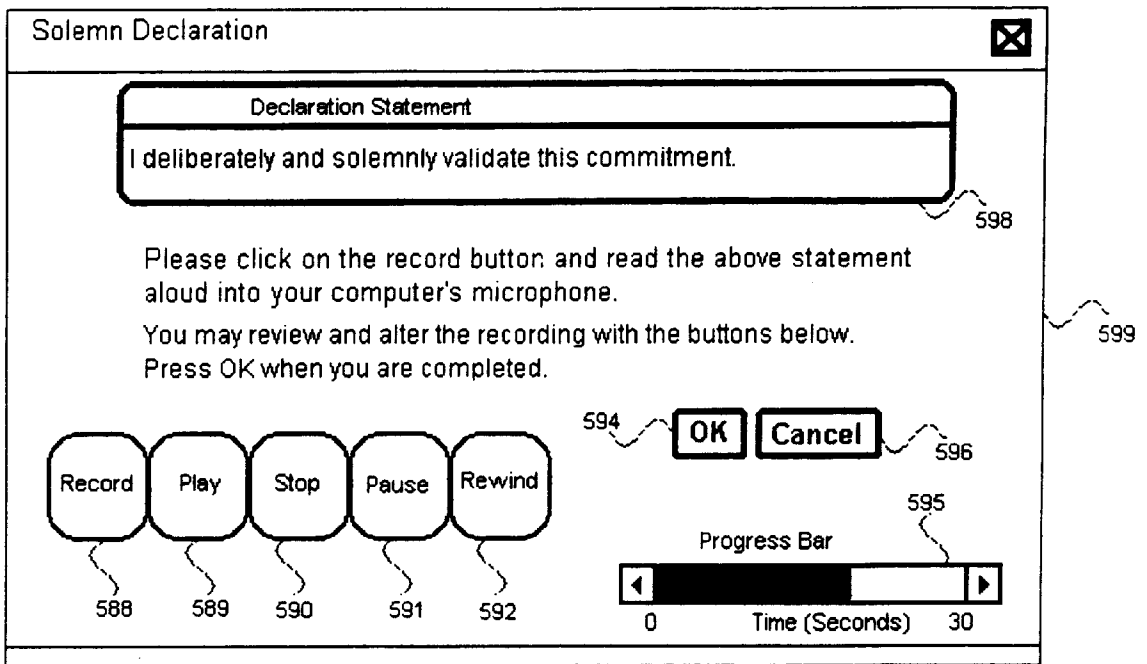 Solemn Declaration
Declaration Statement
I deliberately and solemnly validate this commitment.
598
Please click on the record button and read the above statement
aloud into your computer's microphone.
599
You may review and alter the recording with the buttons below.
Press OK when you are completed.
594 OK Cancel 596
Record Play Stop Pause Rewind
595
Progress Bar
588 589 590 591 592
0 Time (Seconds) 30